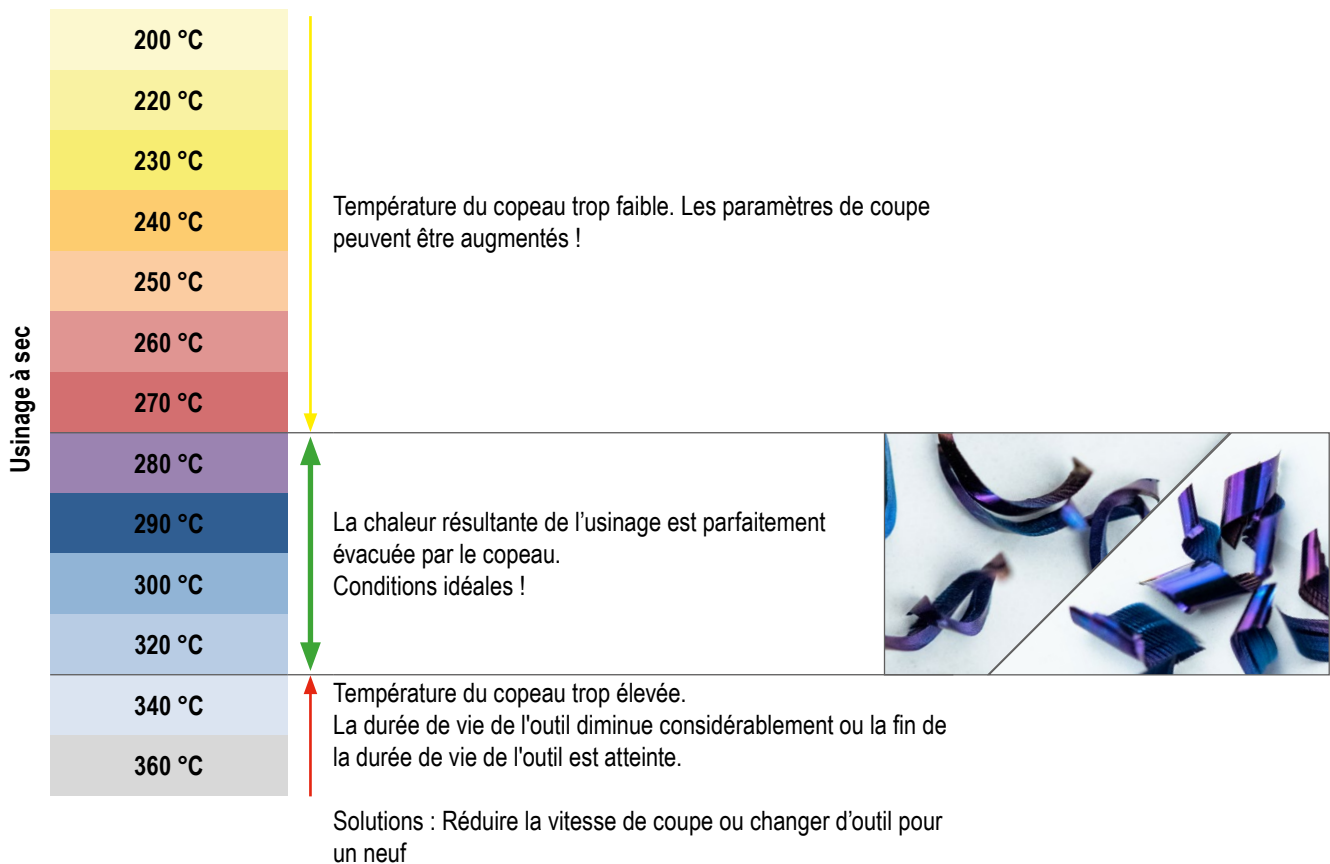 Usinage à sec
200 °C
220 °C
230 °C
240 °C
250 °C
260 °C
270 °C
Température du copeau trop faible. Les paramètres de coupe
peuvent être augmentés !
280 °C
290 °C
300 °C
320 °C
La chaleur résultante de l’usinage est parfaitement
évacuée par le copeau.
Conditions idéales !
340 °C
360 °C
Température du copeau trop élevée.
La durée de vie de l'outil diminue considérablement ou la fin de
la durée de vie de l'outil est atteinte.
Solutions : Réduire la vitesse de coupe ou changer d’outil pour
un neuf